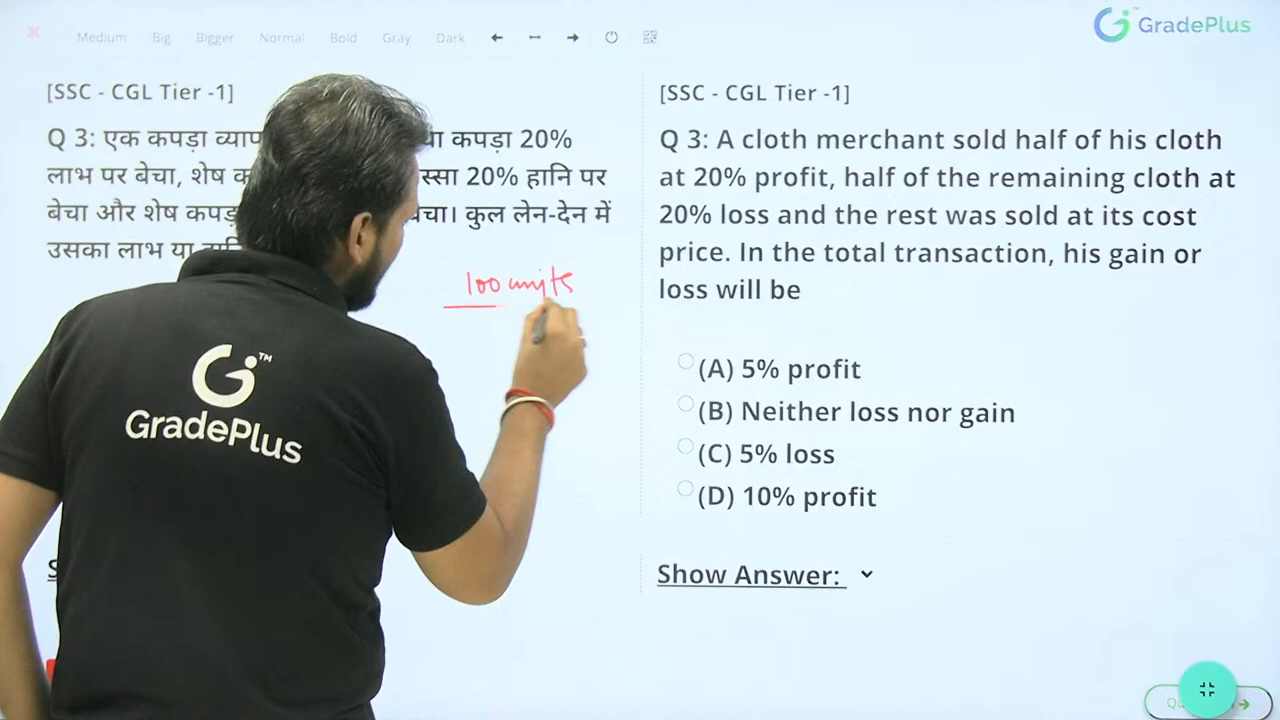 Medium Big Bigger Normal Bold Gray Dark
GradePlus
[SSC - CGL Tier -1]
Q 3: एक कपड़ा कपड़ा 20%
लाभ पर बेचा, शेष 20% हानि पर
बेचा और शेष कुल लेन-देन में
उसका लाभ या
100 units
[SSC - CGL Tier -1]
Q 3: A cloth merchant sold half of his cloth
at 20% profit, half of the remaining cloth at
20% loss and the rest was sold at its cost
price. In the total transaction, his gain or
loss will be
(A) 5% profit
(B) Neither loss nor gain
(C) 5% loss
(D) 10% profit
Show Answer:
GradePlus
TM